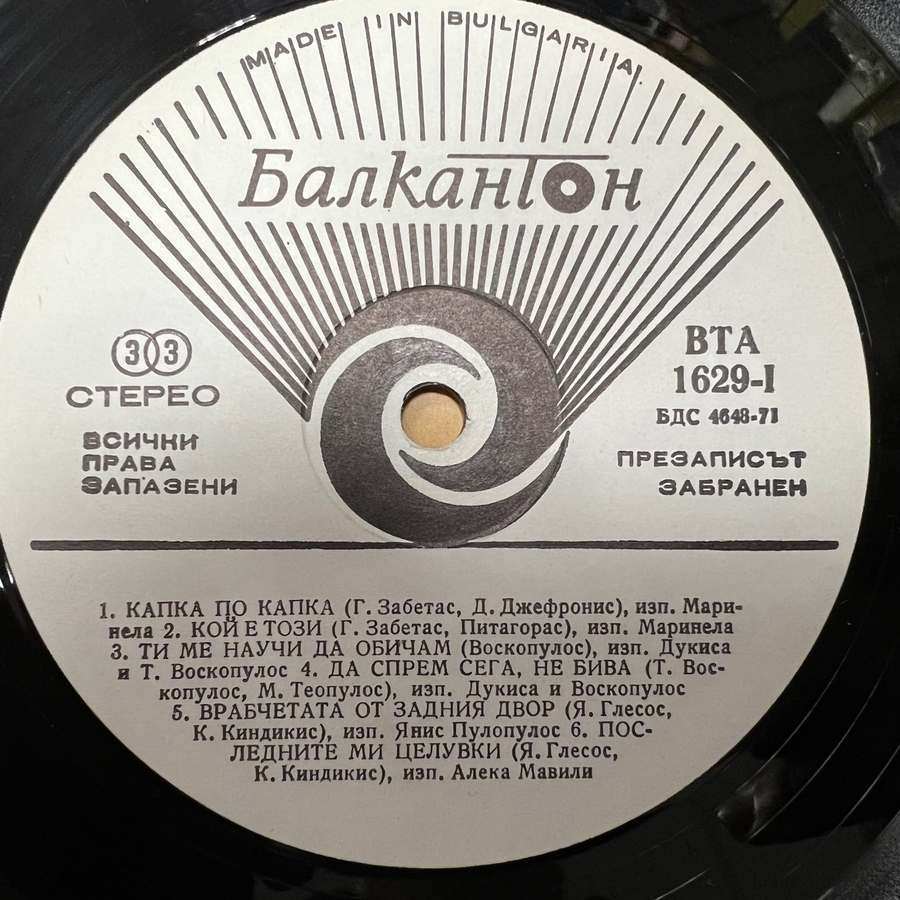 MADE IN BULGARIA
Балкантон
33
СТЕРЕО
ВСИЧКИ
ПРАВА
ЗАПАЗЕНИ
ВТА
1629-I
БДС 4648-71
ПРЕЗАПИСЪТ
ЗАБРАНЕН
1. КАПКА ПО КАПКА (Г. Забетас, Д. Джефронис), изп. Мари-
нела 2. КОЙ Е ТОЗИ (Г. Забетас, Питагорас), изп. Маринела
3. ТИ МЕ НАУЧИ ДА ОБИЧАМ (Воскопулос), изп. Дукиса
и Т. Воскопулос 4. ДА СПРЕМ СЕГА, НЕ БИВА (Т. Вос-
копулос, М. Теопулос), изп. Дукиса и Воскопулос
5. ВРАБЧЕТАТА ОТ ЗАДНИЯ ДВОР (Я. Глесос,
К. Киндикис), изп. Янис Пулопулос 6. ПОС-
ЛЕДНИТЕ МИ ЦЕЛУВКИ (Я. Глесос,
К. Киндикис), изп. Алека Мавили